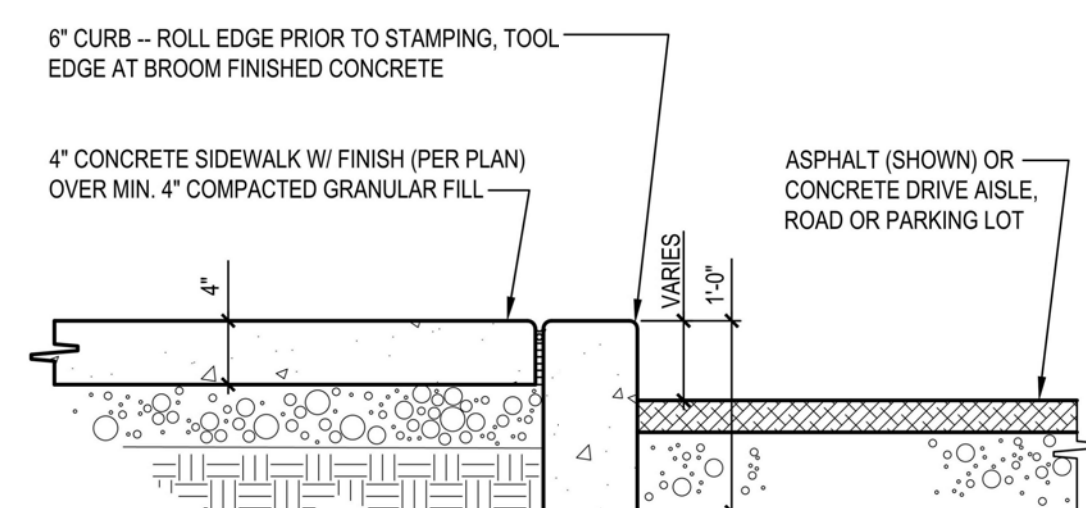 6" CURB -- ROLL EDGE PRIOR TO STAMPING, TOOL
EDGE AT BROOM FINISHED CONCRETE
4" CONCRETE SIDEWALK W/ FINISH (PER PLAN)
OVER MIN. 4" COMPACTED GRANULAR FILL
ASPHALT (SHOWN) OR
CONCRETE DRIVE AISLE,
ROAD OR PARKING LOT
4"
VARIES
1'-0"